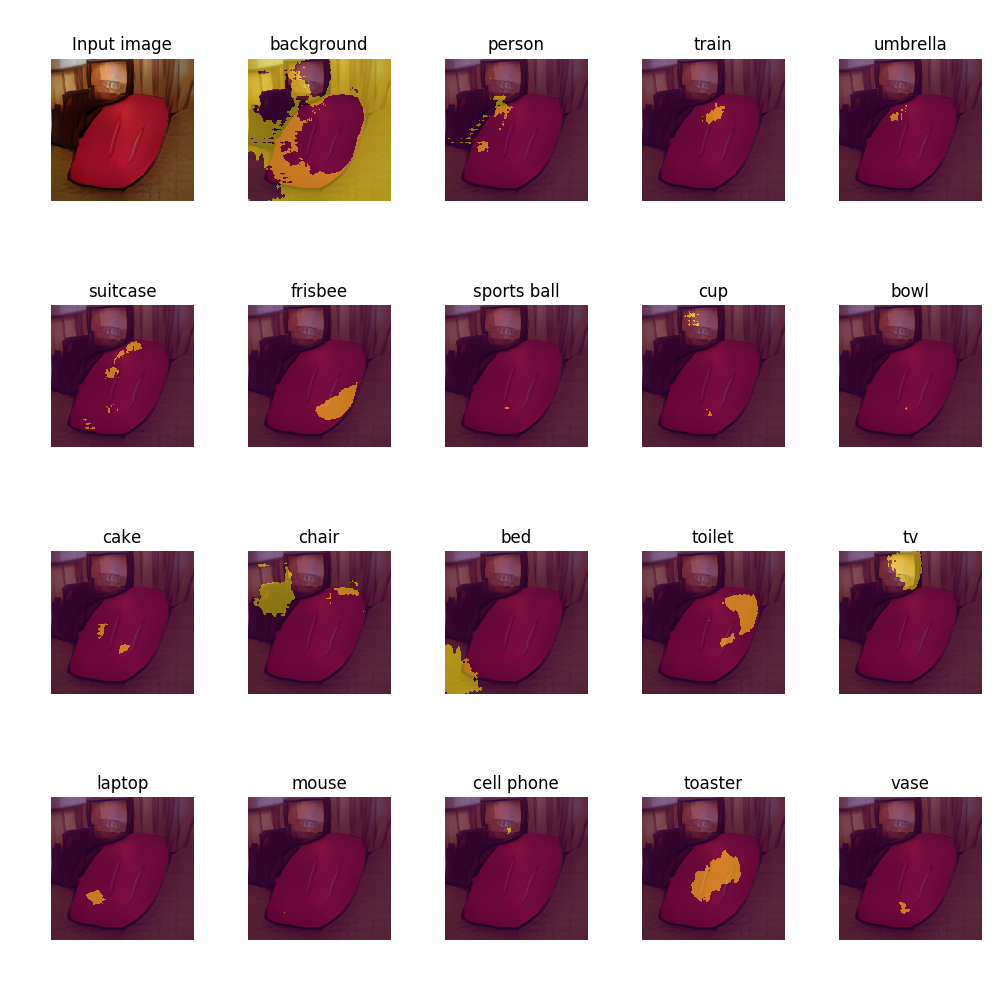 Input image
background
person
train
umbrella
suitcase
frisbee
sports ball
cup
bowl
cake
chair
bed
toilet
tv
laptop
mouse
cell phone
toaster
vase